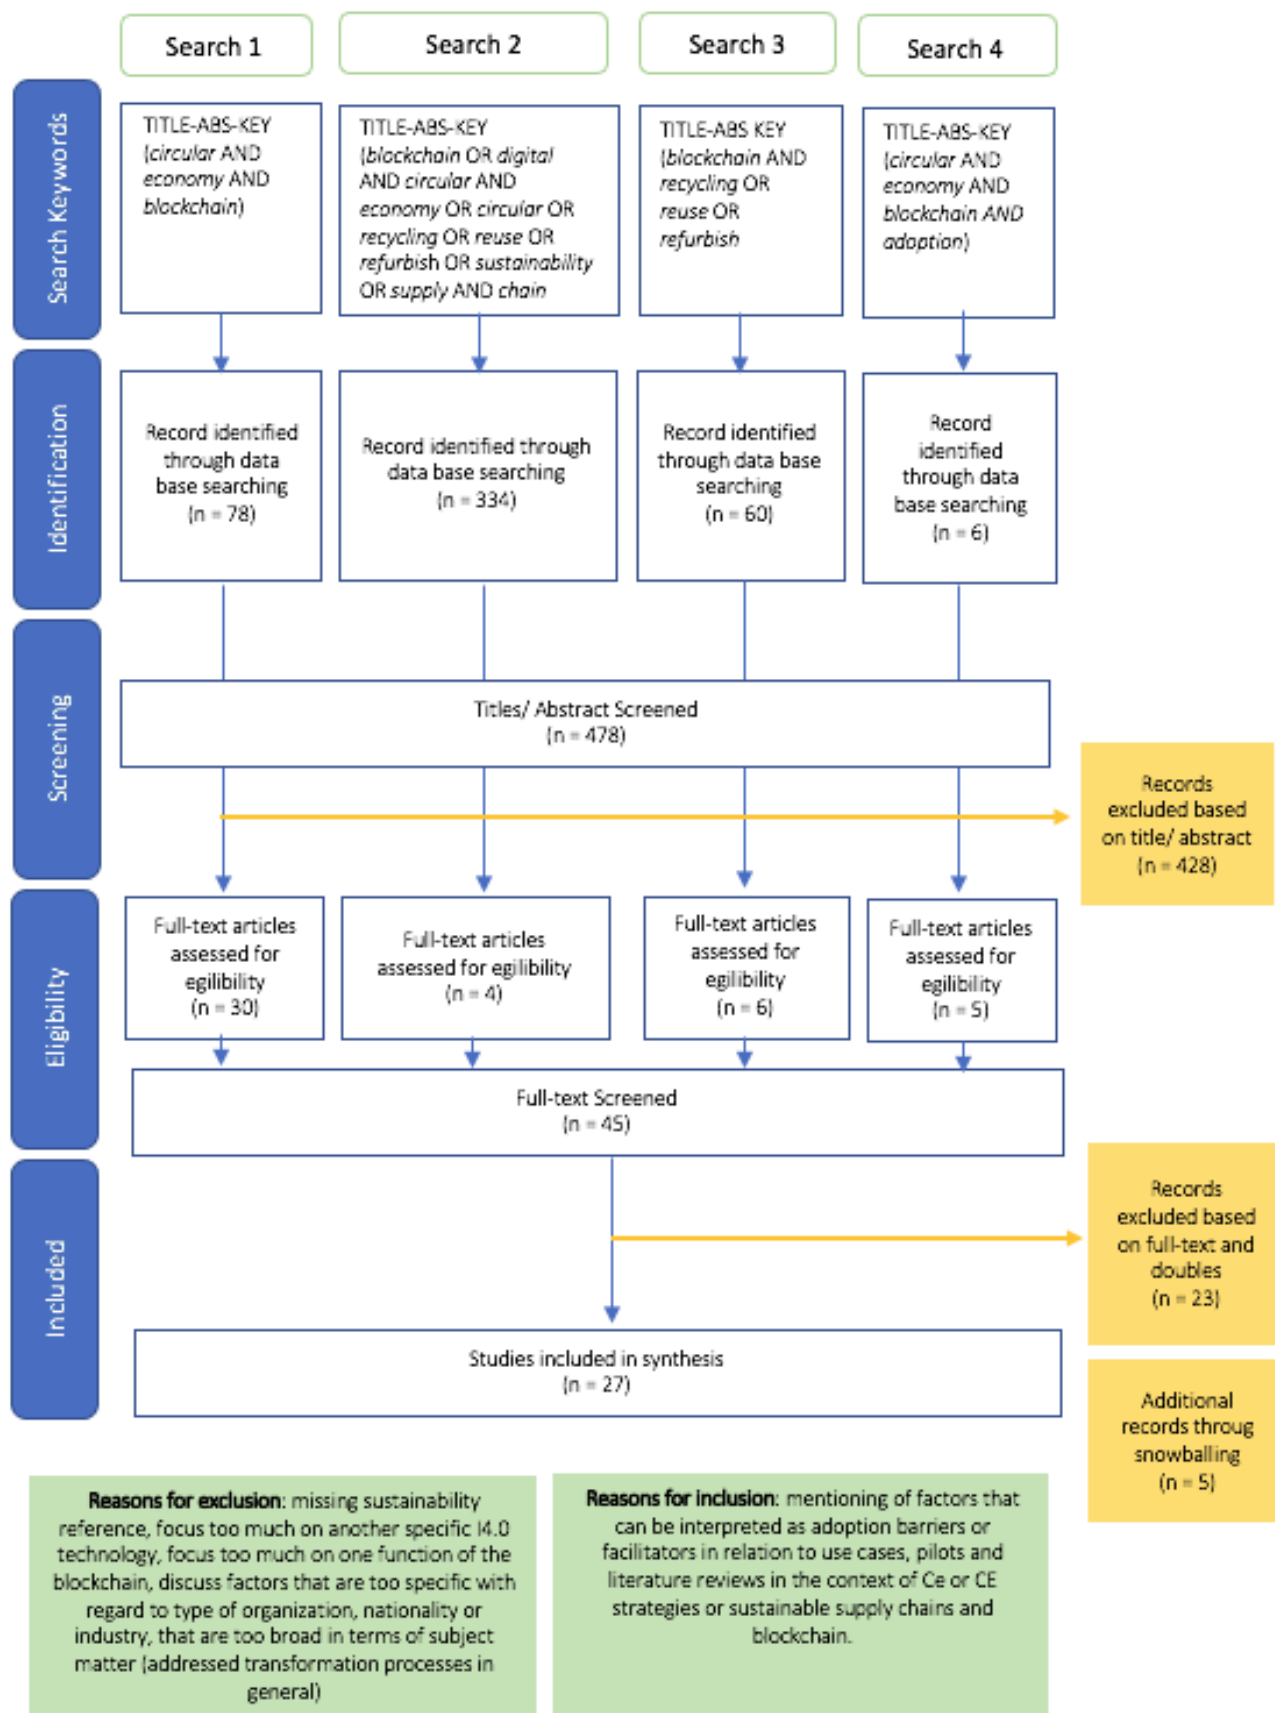 Search 1
Search 2
Search 3
Search 4
Search Keywords
TITLE-ABS-KEY
(circular AND
economy AND
blockchain)
TITLE-ABS-KEY
(blockchain OR digital
AND circular AND
economy OR circular OR
recycling OR reuse OR
refurbish OR sustainability
OR supply AND chain
TITLE-ABS KEY
(blockchain AND
recycling OR
reuse OR
refurbish
TITLE-ABS-KEY
(circular AND
economy AND
blockchain AND
adoption)
Identification
Record identified
through data
base searching
(n = 78)
Record identified through
data base searching
(n = 334)
Record identified
through data base
searching
(n = 60)
Record
identified
through data
base searching
(n = 6)
Screening
Titles/ Abstract Screened
(n = 478)
Records
excluded based
on title/ abstract
(n = 428)
Eligibility
Full-text articles
assessed for
egilibility
(n = 30)
Full-text articles
assessed for egilibility
(n = 4)
Full-text articles
assessed for
egilibility
(n = 6)
Full-text articles
assessed for
egilibility
(n = 5)
Full-text Screened
(n = 45)
Included
Records
excluded based
on full-text and
doubles
(n = 23)
Studies included in synthesis
(n = 27)
Additional
records throug
snowballing
(n = 5)
Reasons for exclusion: missing sustainability
reference, focus too much on another specific I4.0
technology, focus too much on one function of the
blockchain, discuss factors that are too specific with
regard to type of organization, nationality or
industry, that are too broad in terms of subject
matter (addressed transformation processes in
general)
Reasons for inclusion: mentioning of factors that
can be interpreted as adoption barriers or
facilitators in relation to use cases, pilots and
literature reviews in the context of Ce or CE
strategies or sustainable supply chains and
blockchain.